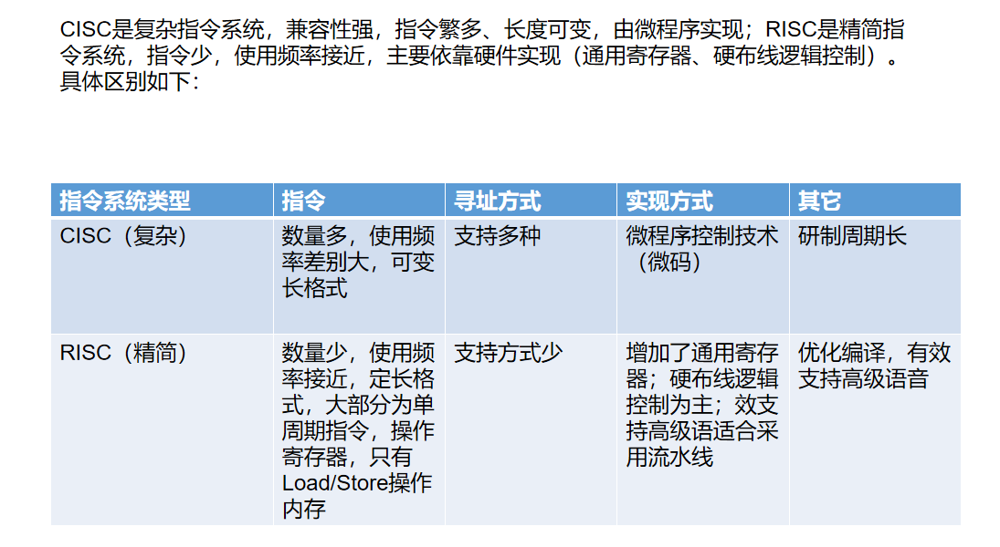 CISC是复杂指令系统，兼容性强，指令繁多、长度可变，由微程序实现；RISC是精简指
令系统，指令少，使用频率接近，主要依靠硬件实现（通用寄存器、硬布线逻辑控制）。
具体区别如下：
指令系统类型
指令
寻址方式
实现方式
其它
CISC（复杂）
数量多，使用频
率差别大，可变
长格式
支持多种
微程序控制技术
（微码）
研制周期长
RISC（精简）
数量少，使用频
率接近，定长格
式，大部分为单
周期指令，操作
寄存器，只有
Load/Store操作
内存
支持方式少
增加了通用寄存
器；硬布线逻辑
控制为主；效支
持高级语适合采
用流水线
优化编译，有效
支持高级语音